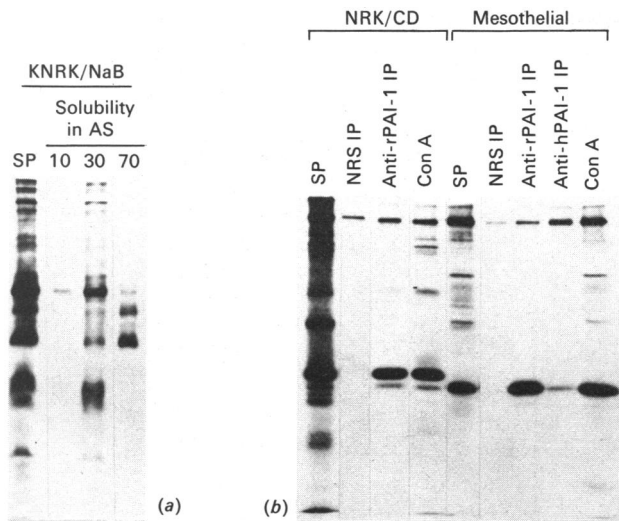 KNRK/NaB
Solubility
in AS
SP 10 30 70
(a)
NRK/CD Mesothelial
SP NRS IP Anti-rPAI-1 IP Con A SP NRS IP Anti-rPAI-1 IP Anti-hPAI-1 IP Con A
(b)